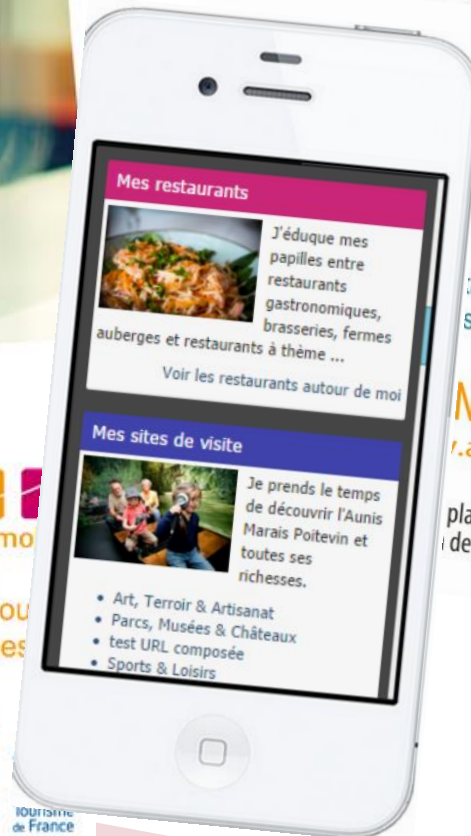 Mes restaurants
J'éduque mes
papilles entre
restaurants
gastronomiques,
brasseries, fermes
auberges et restaurants à thème ...
Voir les restaurants autour de moi
Mes sites de visite
Je prends le temps
de découvrir l'Aunis
Marais Poitevin et
toutes ses
richesses.
• Art, Terroir & Artisanat
• Parcs, Musées & Châteaux
• test URL composée
• Sports & Loisirs
Tourisme
de France